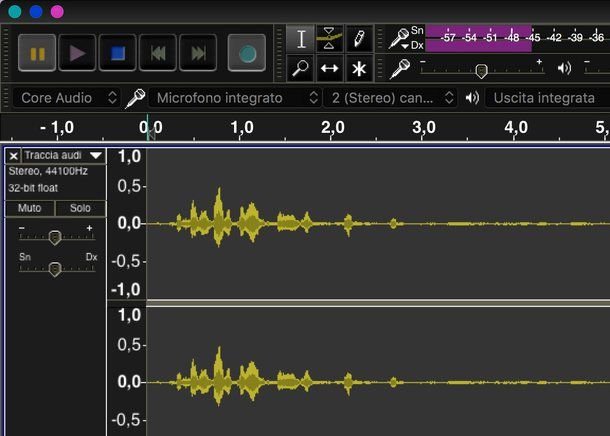 Sn
Dx
-57 -54 -51 -48 -45 -42 -39 -36
- +
Core Audio Microfono integrato 2 (Stereo) can... Uscita integrata
- 1,0 0,0 1,0 2,0 3,0 4,0 5,
× Traccia audi 1,0
Stereo, 44100Hz
32-bit float 0,5-
Muto Solo
- + 0,0-
Sn Dx
-0,5-
-1,0
1,0
0,5-
0,0-
-0,5-